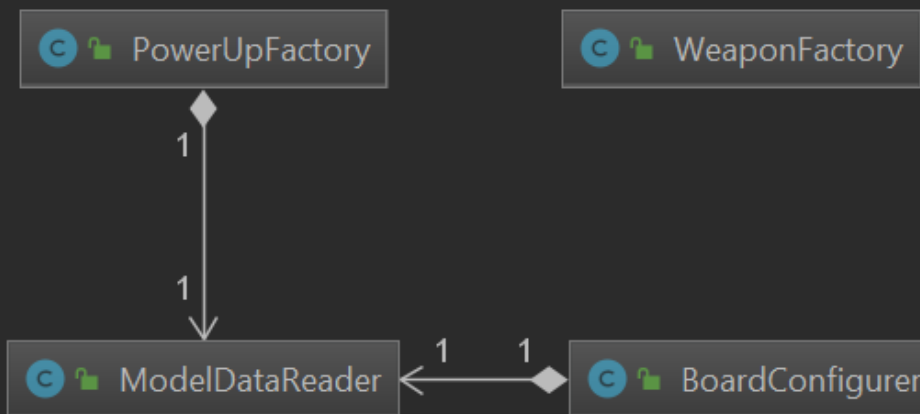 C PowerUpFactory
C WeaponFactory
1
1
1 1
C ModelDataReader
C BoardConfigurer